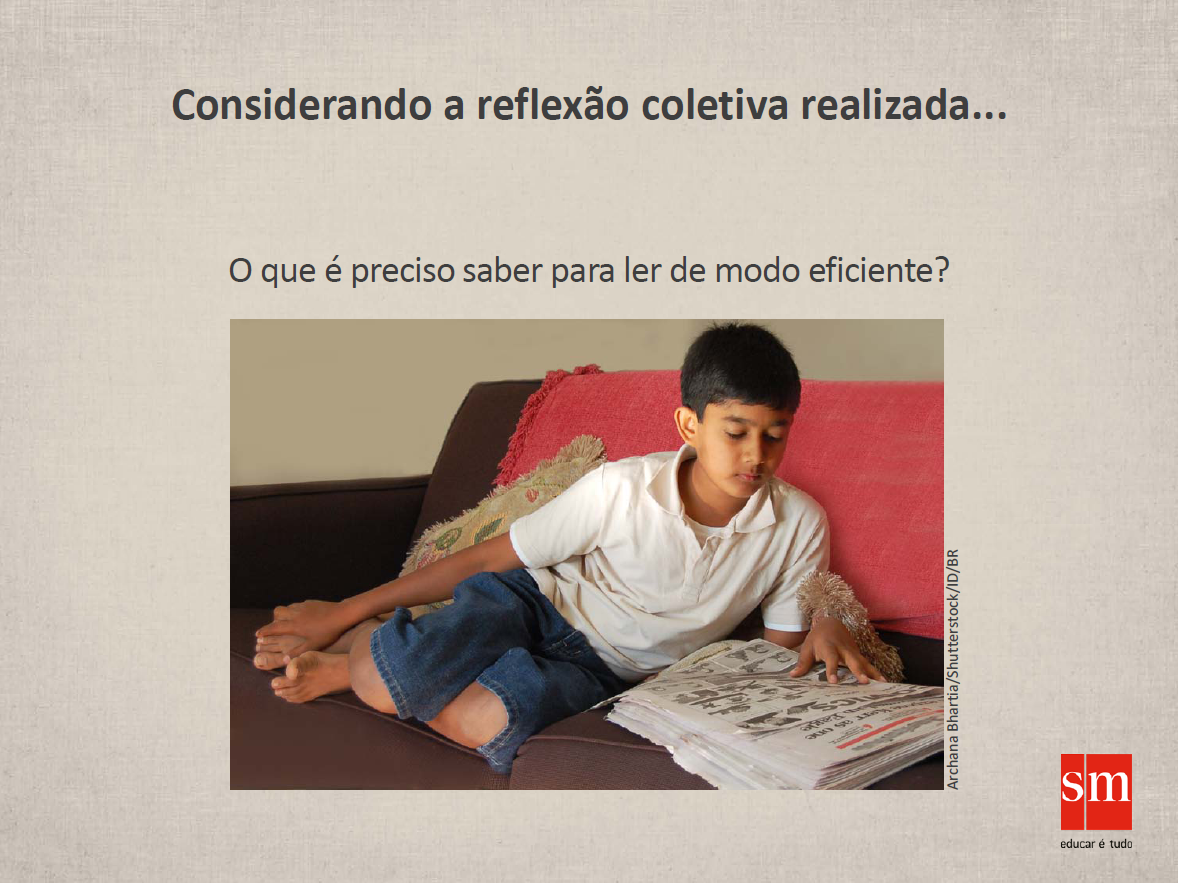 Considerando a reflexão coletiva realizada...
O que é preciso saber para ler de modo eficiente?
Archana Bhartia/Shutterstock/ID/BR
sm
educar é tudo